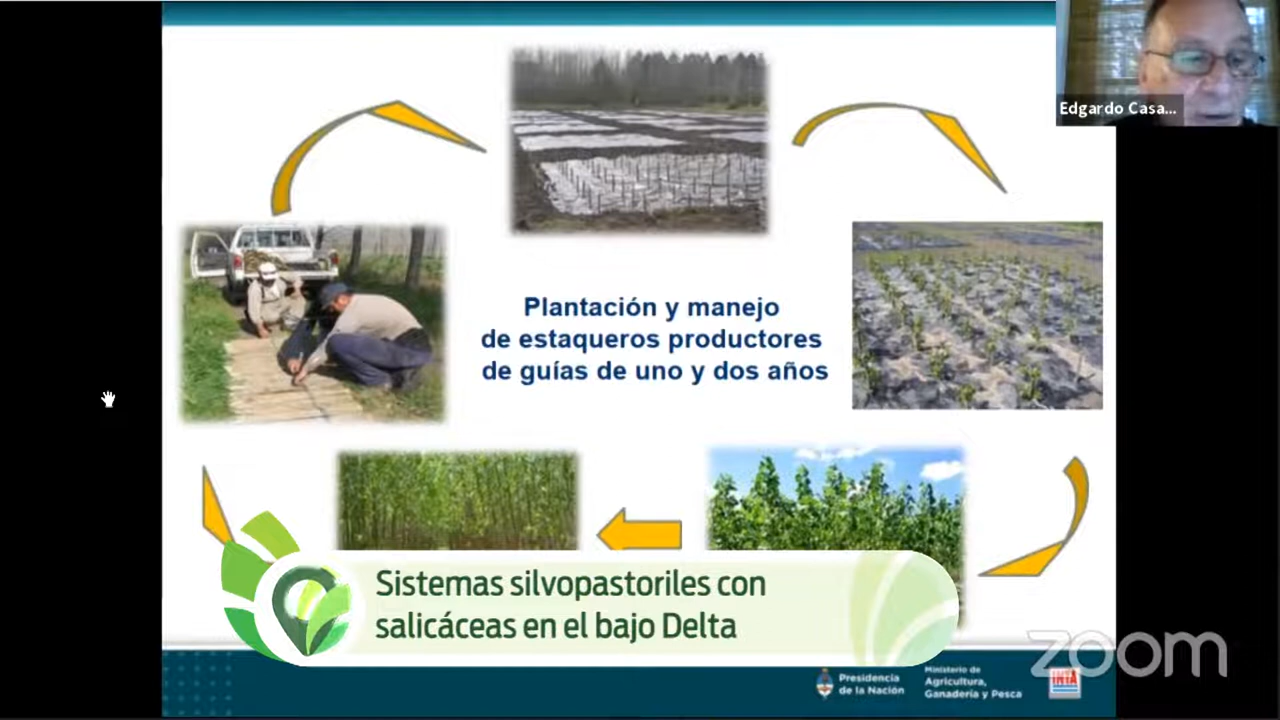 Edgardo Casa...
Plantación y manejo
de estaqueros productores
de guías de uno y dos años
Sistemas silvopastoriles con
salicáceas en el bajo Delta
zoom
Presidencia
de la Nación
Ministerio de
Agricultura,
Ganadería y Pesca
INTA